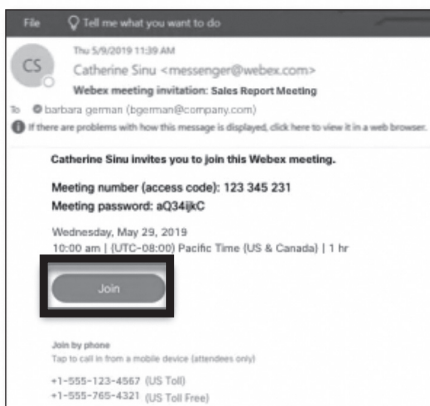 File Tell me what you want to do
Thu 5/9/2019 11:39 AM
CS
Catherine Sinu <messenger@webex.com>
Webex meeting invitation: Sales Report Meeting
To barbara german (bgerman@company.com)
If there are problems with how this message is displayed, click here to view it in a web browser.
Catherine Sinu invites you to join this Webex meeting.
Meeting number (access code): 123 345 231
Meeting password: aQ34ijkC
Wednesday, May 29, 2019
10:00 am | (UTC-08:00) Pacific Time (US & Canada) | 1 hr
Join
Join by phone
Tap to call in from a mobile device (attendees only)
+1-555-123-4567 (US Toll)
+1-555-765-4321 (US Toll Free)